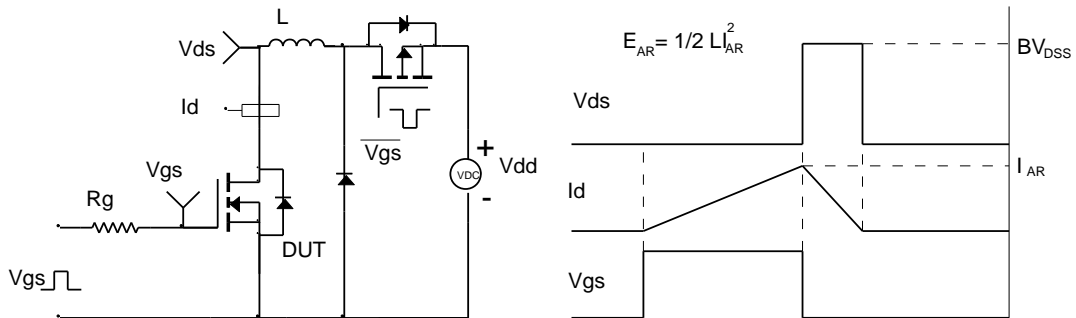 L
Vds
Id
Vgs
Vgs
Rg
DUT
Vgs
VDC
+
-
Vdd
E_AR = 1/2 LI_AR^2
Vds
BV_DSS
Id
I_AR
Vgs